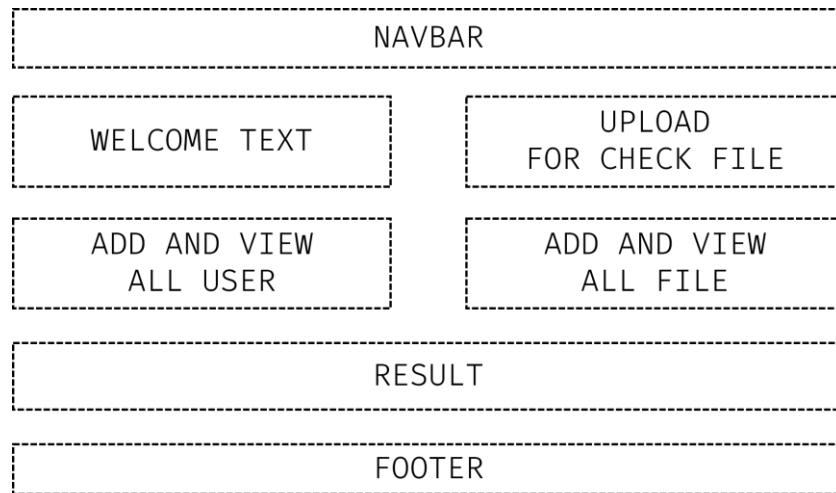 NAVBAR
WELCOME TEXT
UPLOAD
FOR CHECK FILE
ADD AND VIEW
ALL USER
ADD AND VIEW
ALL FILE
RESULT
FOOTER